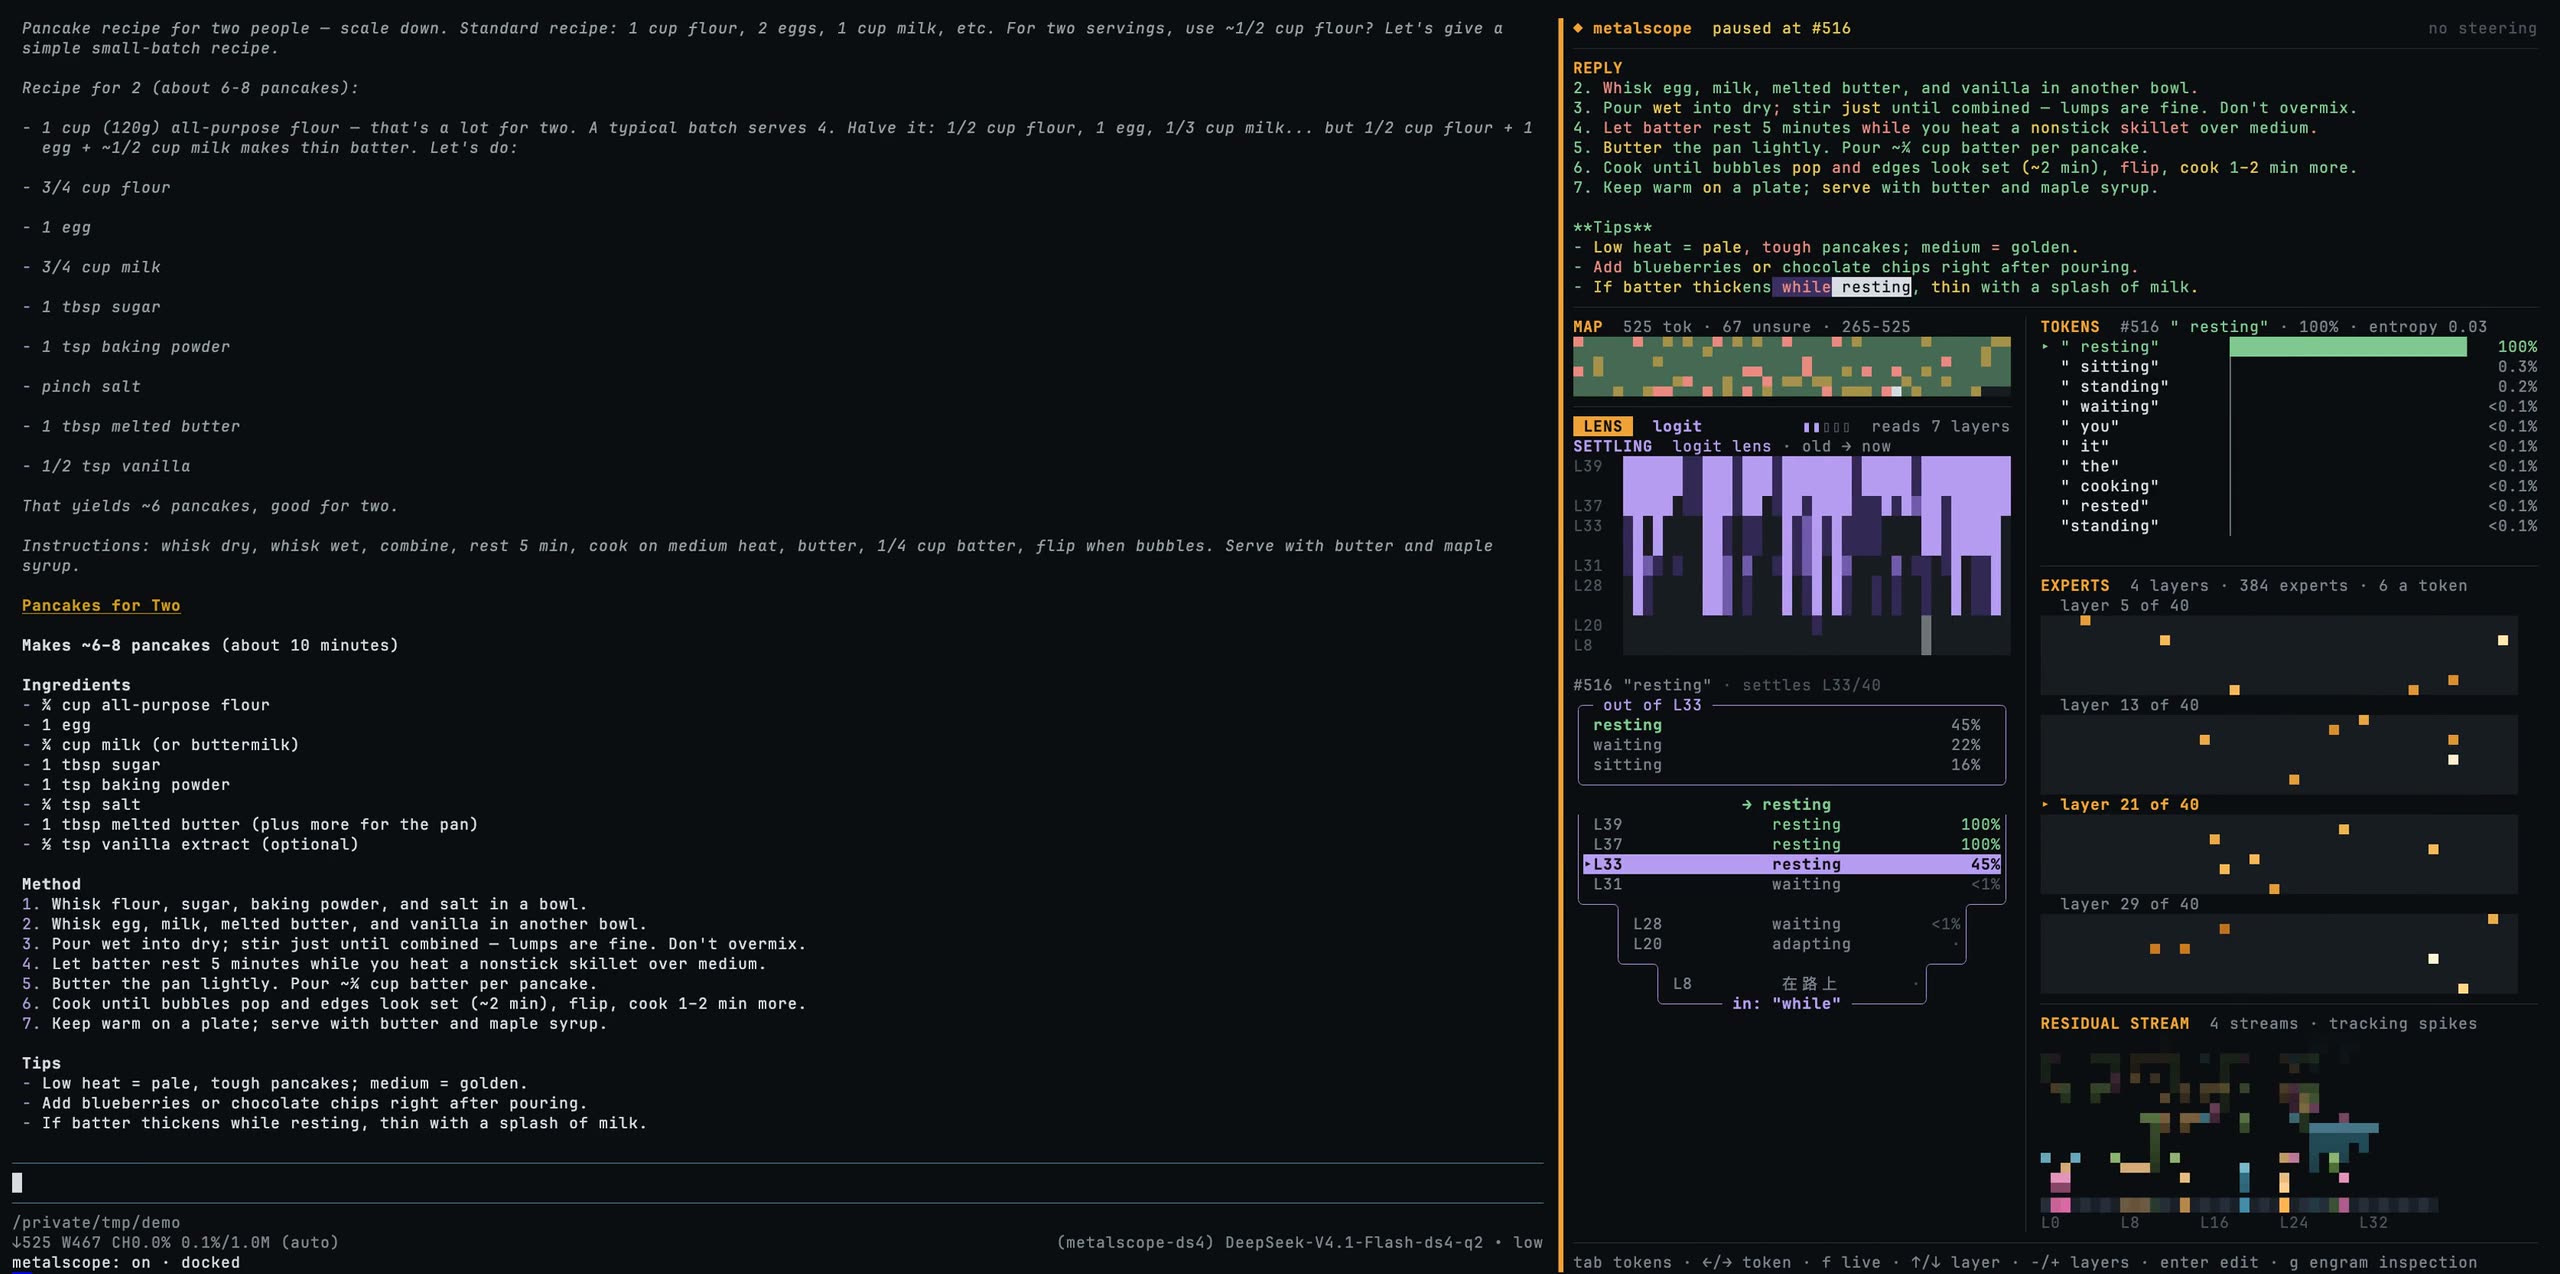 Pancake recipe for two people — scale down. Standard recipe: 1 cup flour, 2 eggs, 1 cup milk, etc. For two servings, use ~1/2 cup flour? Let's give a
simple small-batch recipe.
Recipe for 2 (about 6-8 pancakes):
- 1 cup (120g) all-purpose flour — that's a lot for two. A typical batch serves 4. Halve it: 1/2 cup flour, 1 egg, 1/3 cup milk... but 1/2 cup flour + 1
egg + ~1/2 cup milk makes thin batter. Let's do:
- 3/4 cup flour
- 1 egg
- 3/4 cup milk
- 1 tbsp sugar
- 1 tsp baking powder
- pinch salt
- 1 tbsp melted butter
- 1/2 tsp vanilla
That yields ~6 pancakes, good for two.
Instructions: whisk dry, whisk wet, combine, rest 5 min, cook on medium heat, butter, 1/4 cup batter, flip when bubbles. Serve with butter and maple
syrup.
Pancakes for Two
Makes ~6–8 pancakes (about 10 minutes)
Ingredients
- ¾ cup all-purpose flour
- 1 egg
- ¾ cup milk (or buttermilk)
- 1 tbsp sugar
- 1 tsp baking powder
- ¼ tsp salt
- 1 tbsp melted butter (plus more for the pan)
- ½ tsp vanilla extract (optional)
Method
1. Whisk flour, sugar, baking powder, and salt in a bowl.
2. Whisk egg, milk, melted butter, and vanilla in another bowl.
3. Pour wet into dry; stir just until combined — lumps are fine. Don't overmix.
4. Let batter rest 5 minutes while you heat a nonstick skillet over medium.
5. Butter the pan lightly. Pour ~¼ cup batter per pancake.
6. Cook until bubbles pop and edges look set (~2 min), flip, cook 1–2 min more.
7. Keep warm on a plate; serve with butter and maple syrup.
Tips
- Low heat = pale, tough pancakes; medium = golden.
- Add blueberries or chocolate chips right after pouring.
- If batter thickens while resting, thin with a splash of milk.
/private/tmp/demo
↓525 W467 CH0.0% 0.1%/1.0M (auto)
(metalscope-ds4) DeepSeek-V4.1-Flash-ds4-q2 • low
metalscope: on · docked
◆ metalscope paused at #516
no steering
REPLY
2. Whisk egg, milk, melted butter, and vanilla in another bowl.
3. Pour wet into dry; stir just until combined — lumps are fine. Don't overmix.
4. Let batter rest 5 minutes while you heat a nonstick skillet over medium.
5. Butter the pan lightly. Pour ~¼ cup batter per pancake.
6. Cook until bubbles pop and edges look set (~2 min), flip, cook 1–2 min more.
7. Keep warm on a plate; serve with butter and maple syrup.
**Tips**
- Low heat = pale, tough pancakes; medium = golden.
- Add blueberries or chocolate chips right after pouring.
- If batter thickens while resting, thin with a splash of milk.
MAP 525 tok · 67 unsure · 265-525
LENS logit reads 7 layers
SETTLING logit lens · old → now
L39
L37
L33
L31
L28
L20
L8
#516 "resting" · settles L33/40
out of L33
resting 45%
waiting 22%
sitting 16%
→ resting
L39 resting 100%
L37 resting 100%
▸L33 resting 45%
L31 waiting <1%
L28 waiting <1%
L20 adapting ·
L8 在路上 ·
in: "while"
TOKENS #516 " resting" · 100% · entropy 0.03
▸ " resting" 100%
" sitting" 0.3%
" standing" 0.2%
" waiting" <0.1%
" you" <0.1%
" it" <0.1%
" the" <0.1%
" cooking" <0.1%
" rested" <0.1%
"standing" <0.1%
EXPERTS 4 layers · 384 experts · 6 a token
layer 5 of 40
layer 13 of 40
▸ layer 21 of 40
layer 29 of 40
RESIDUAL STREAM 4 streams · tracking spikes
L0 L8 L16 L24 L32
tab tokens · ←/→ token · f live · ↑/↓ layer · -/+ layers · enter edit · g engram inspection